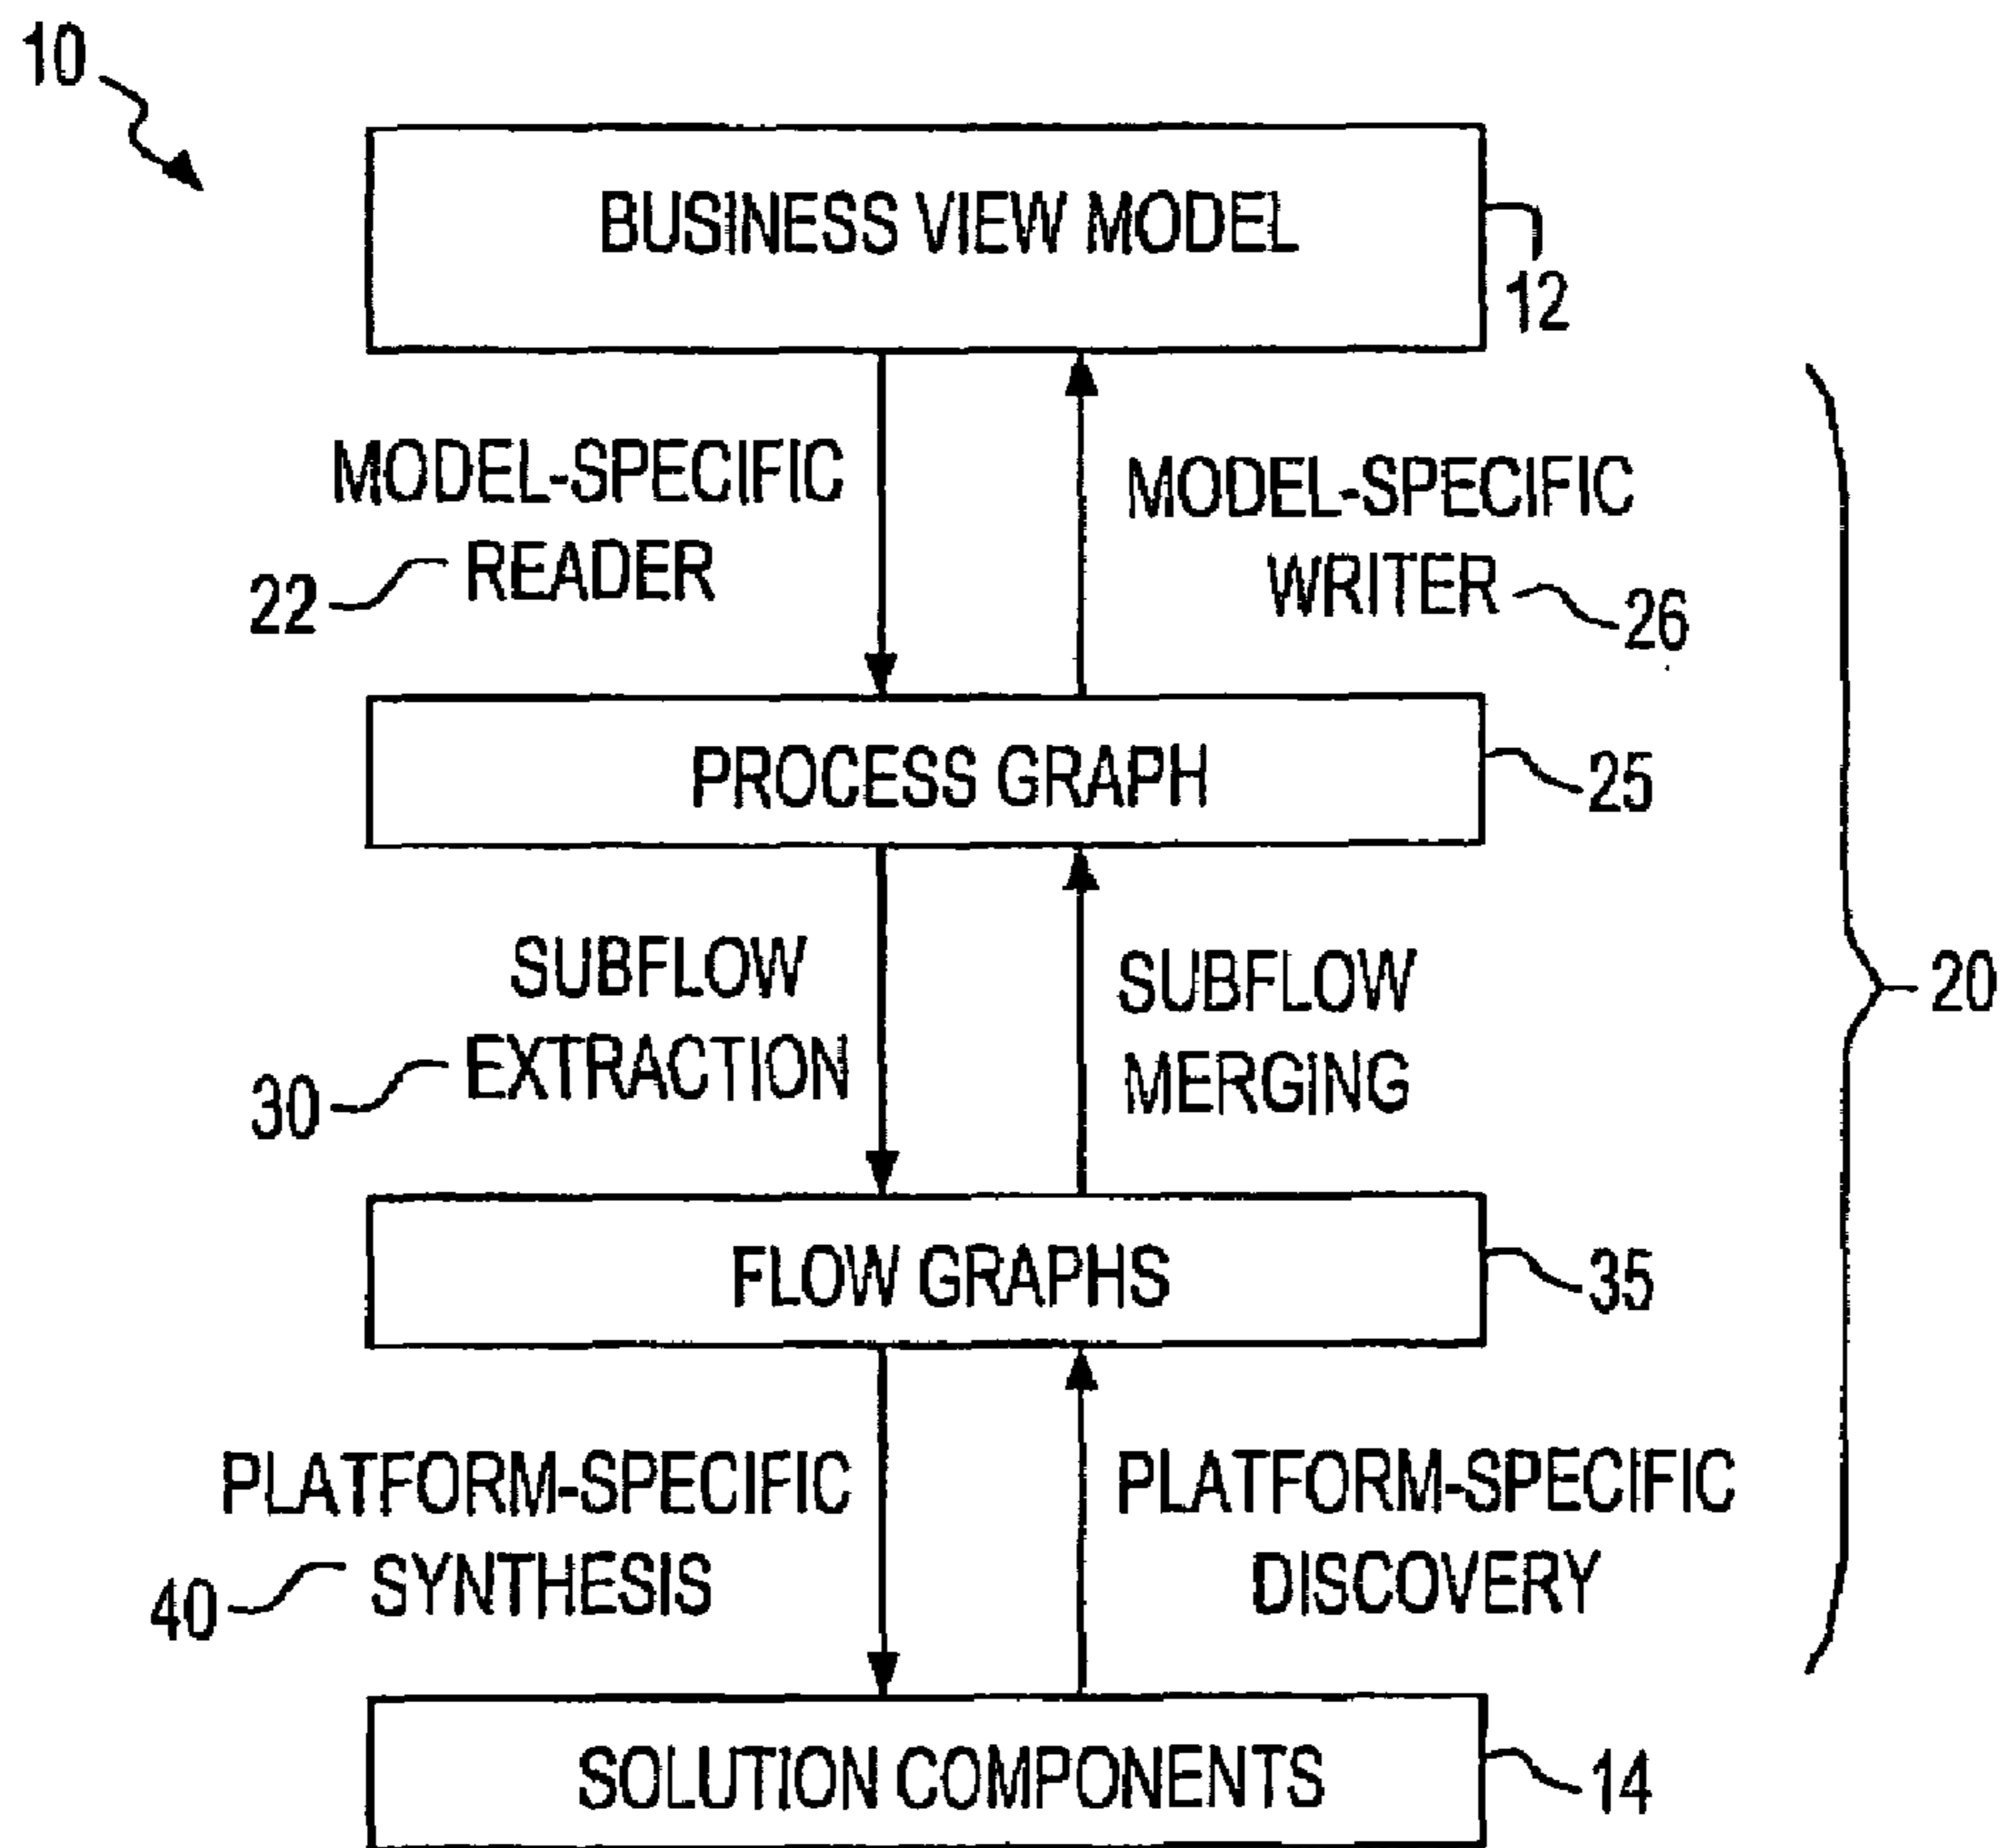 10
BUSINESS VIEW MODEL
12
MODEL-SPECIFIC
READER
22
MODEL-SPECIFIC
WRITER
26
PROCESS GRAPH
25
SUBFLOW
EXTRACTION
30
SUBFLOW
MERGING
20
FLOW GRAPHS
35
PLATFORM-SPECIFIC
SYNTHESIS
40
PLATFORM-SPECIFIC
DISCOVERY
SOLUTION COMPONENTS
14